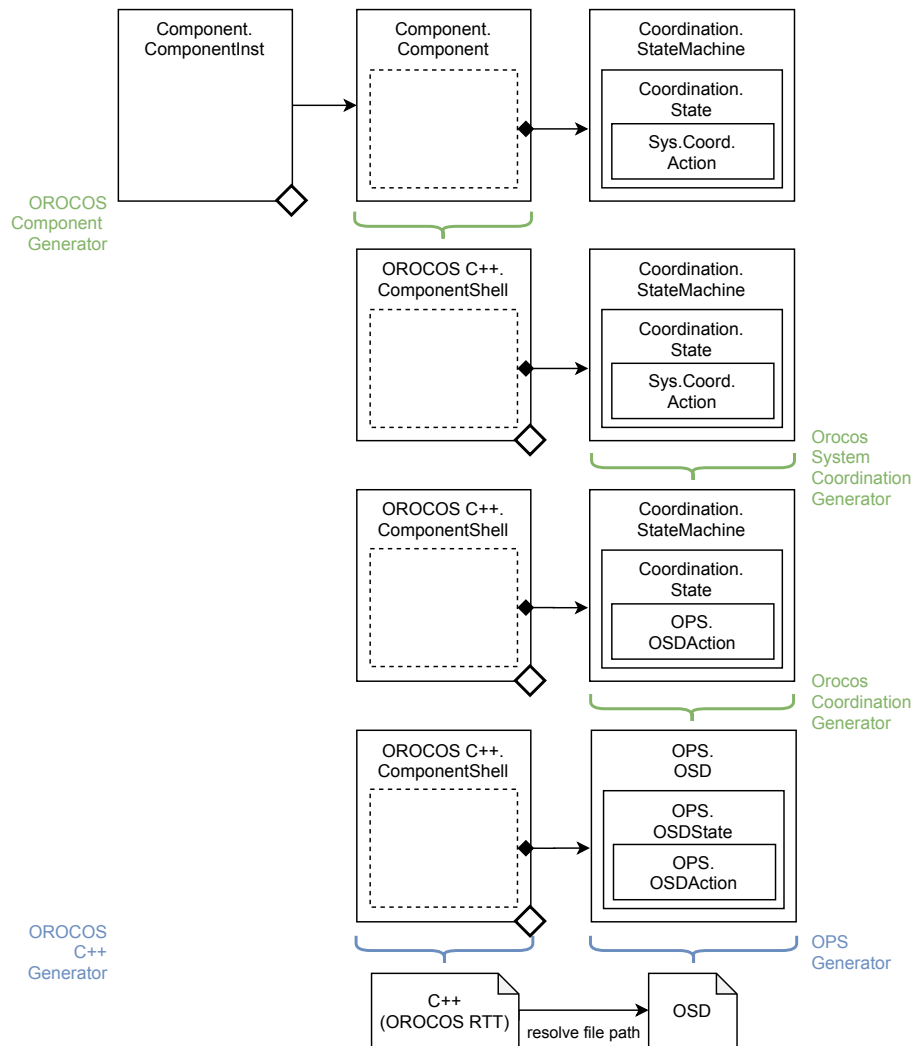 Component.
ComponentInst
Component.
Component
Coordination.
StateMachine
Coordination.
State
Sys.Coord.
Action
OROCOS
Component
Generator
OROCOS C++.
ComponentShell
Coordination.
StateMachine
Coordination.
State
Sys.Coord.
Action
Orocos
System
Coordination
Generator
OROCOS C++.
ComponentShell
Coordination.
StateMachine
Coordination.
State
OPS.
OSDAction
Orocos
Coordination
Generator
OROCOS C++.
ComponentShell
OPS.
OSD
OPS.
OSDState
OPS.
OSDAction
OROCOS
C++
Generator
OPS
Generator
C++
(OROCOS RTT)
resolve file path
OSD